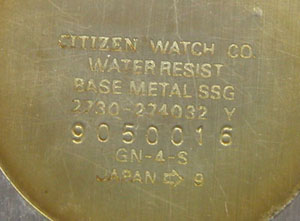 CITIZEN WATCH CO.
WATER RESIST
BASE METAL SSG
2730-274032 Y
9050016
GN-4-S
JAPAN ⇨ 9